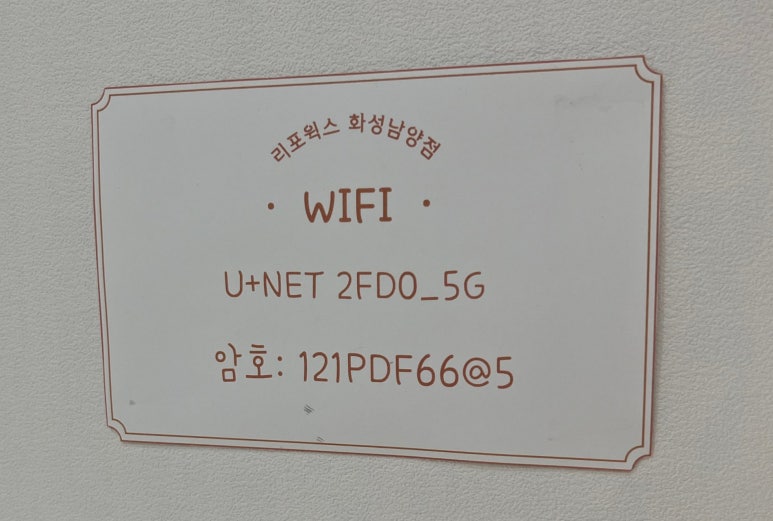 리포웍스 화성남양점
· WIFI ·
U+NET 2FD0_5G
암호: 121PDF66@5